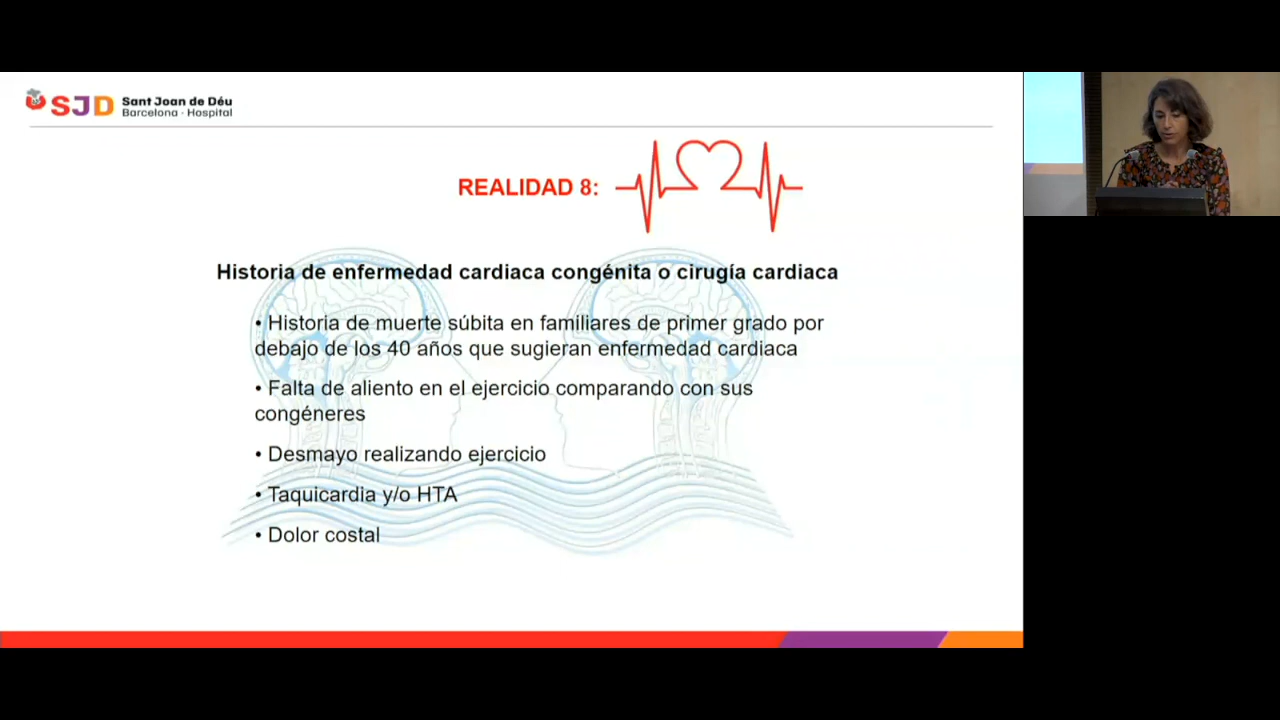 SJD Sant Joan de Déu
Barcelona · Hospital
REALIDAD 8:
Historia de enfermedad cardiaca congénita o cirugía cardiaca
• Historia de muerte súbita en familiares de primer grado por
debajo de los 40 años que sugieran enfermedad cardiaca
• Falta de aliento en el ejercicio comparando con sus
congéneres
• Desmayo realizando ejercicio
• Taquicardia y/o HTA
• Dolor costal